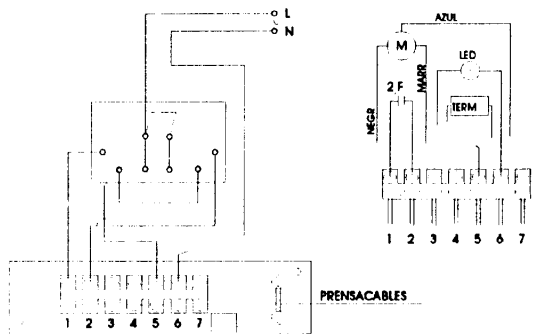 L
N
AZUL
M
LED
2 F
NEGR
MARR
TERM
1 2 3 4 5 6 7
PRENSACABLES
1 2 3 4 5 6 7